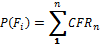 P(Fᵢ) = ∑ₙ₌₁ⁿ CFRₙ